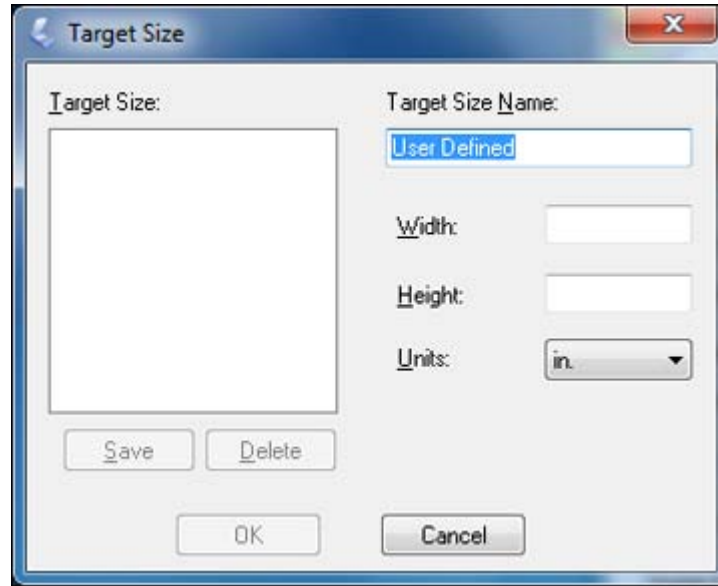 Target Size
Target Size:
Target Size Name:
User Defined
Width:
Height:
Units:
in.
Save
Delete
OK
Cancel